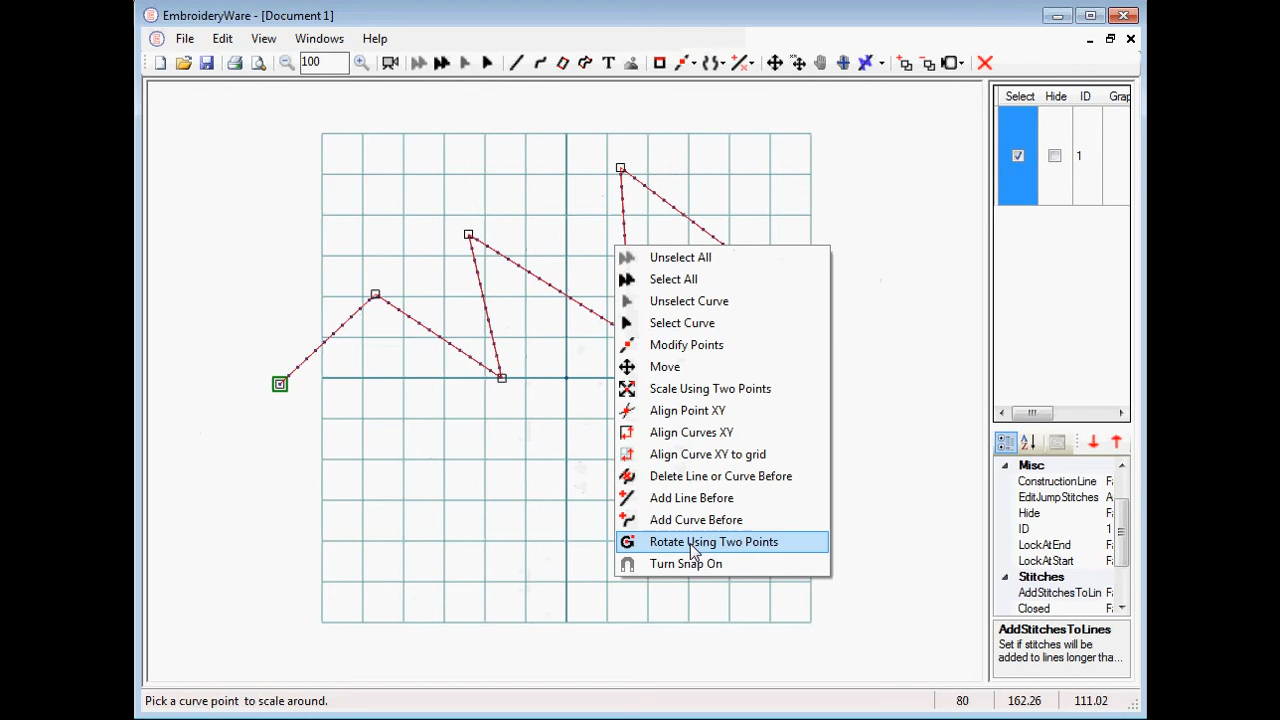 EmbroideryWare - [Document 1]
File Edit View Windows Help
100
Select Hide ID Grap
1
Unselect All
Select All
Unselect Curve
Select Curve
Modify Points
Move
Scale Using Two Points
Align Point XY
Align Curves XY
Align Curve XY to grid
Delete Line or Curve Before
Add Line Before
Add Curve Before
Rotate Using Two Points
Turn Snap On
Misc
ConstructionLine F
EditJumpStitches A
Hide F
ID 1
LockAtEnd F
LockAtStart F
Stitches
AddStitchesToLin F
Closed F
AddStitchesToLines
Set if stitches will be
added to lines longer tha...
Pick a curve point to scale around. 80 162.26 111.02